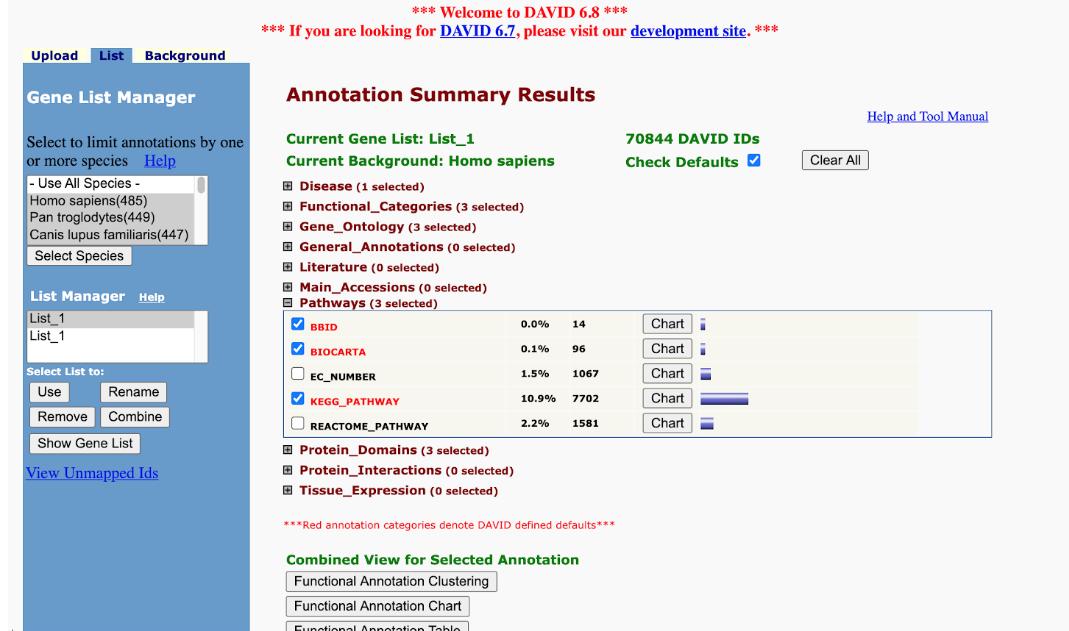 *** Welcome to DAVID 6.8 ***
*** If you are looking for DAVID 6.7, please visit our development site. ***
Upload List Background
Gene List Manager
Select to limit annotations by one
or more species Help
- Use All Species -
Homo sapiens(485)
Pan troglodytes(449)
Canis lupus familiaris(447)
Select Species
List Manager Help
List_1
List_1
Select List to:
Use Rename
Remove Combine
Show Gene List
View Unmapped Ids
Annotation Summary Results
Help and Tool Manual
Current Gene List: List_1 70844 DAVID IDs
Current Background: Homo sapiens Check Defaults Clear All
Disease (1 selected)
Functional_Categories (3 selected)
Gene_Ontology (3 selected)
General_Annotations (0 selected)
Literature (0 selected)
Main_Accessions (0 selected)
Pathways (3 selected)
BBID 0.0% 14 Chart
BIOCARTA 0.1% 96 Chart
EC_NUMBER 1.5% 1067 Chart
KEGG_PATHWAY 10.9% 7702 Chart
REACTOME_PATHWAY 2.2% 1581 Chart
Protein_Domains (3 selected)
Protein_Interactions (0 selected)
Tissue_Expression (0 selected)
***Red annotation categories denote DAVID defined defaults***
Combined View for Selected Annotation
Functional Annotation Clustering
Functional Annotation Chart
Functional Annotation Table